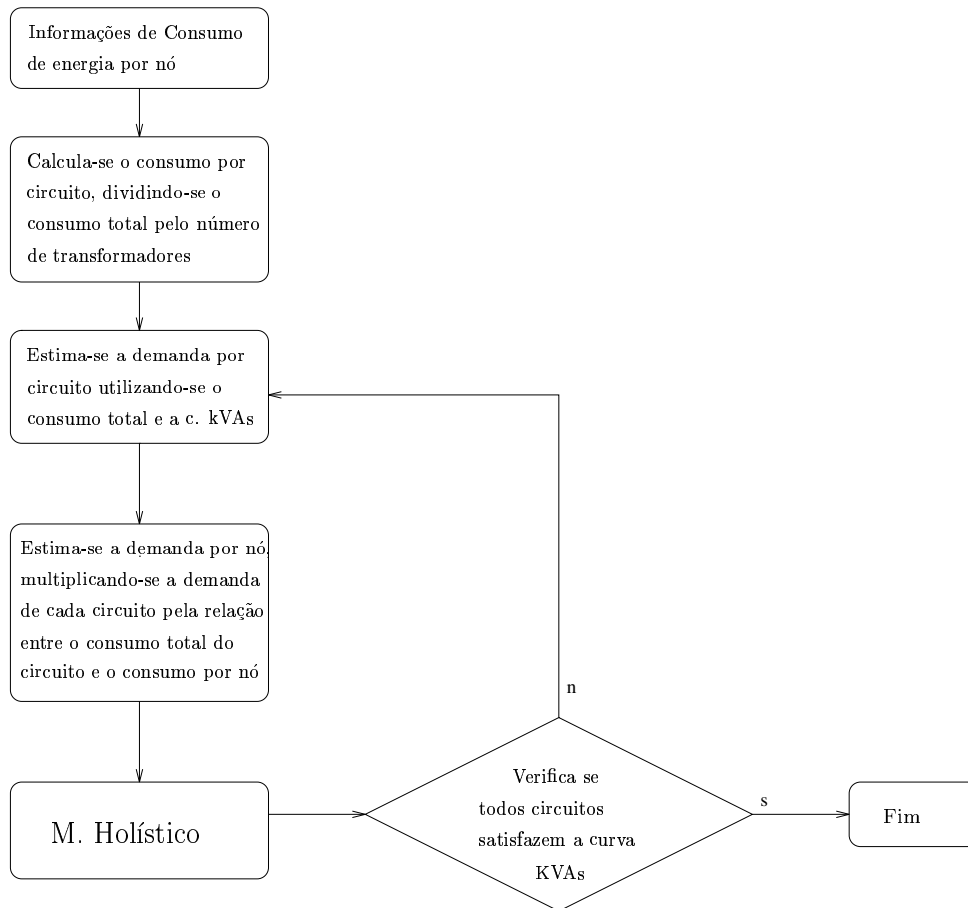 Informações de Consumo
de energia por nó
Calcula-se o consumo por
circuito, dividindo-se o
consumo total pelo número
de transformadores
Estima-se a demanda por
circuito utilizando-se o
consumo total e a c. kVAs
Estima-se a demanda por nó,
multiplicando-se a demanda
de cada circuito pela relação
entre o consumo total do
circuito e o consumo por nó
M. Holístico
n
Verifica se
todos circuitos
satisfazem a curva
KVAs
s
Fim